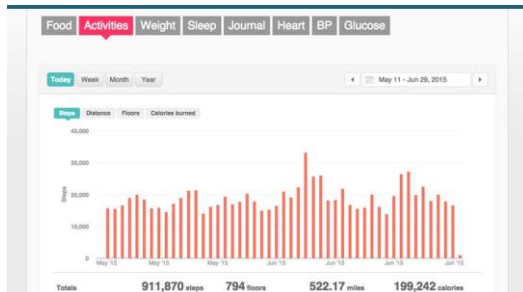 Food Activities Weight Sleep Journal Heart BP Glucose
Today Week Month Year May 11 - Jun 29, 2015
Steps Distance Floors Calories burned
40,000
30,000
20,000
10,000
0
Steps
May '15 May '15 May '15 Jun '15 Jun '15 Jun '15 Jun '15
Totals 911,870 steps 794 floors 522.17 miles 199,242 calories